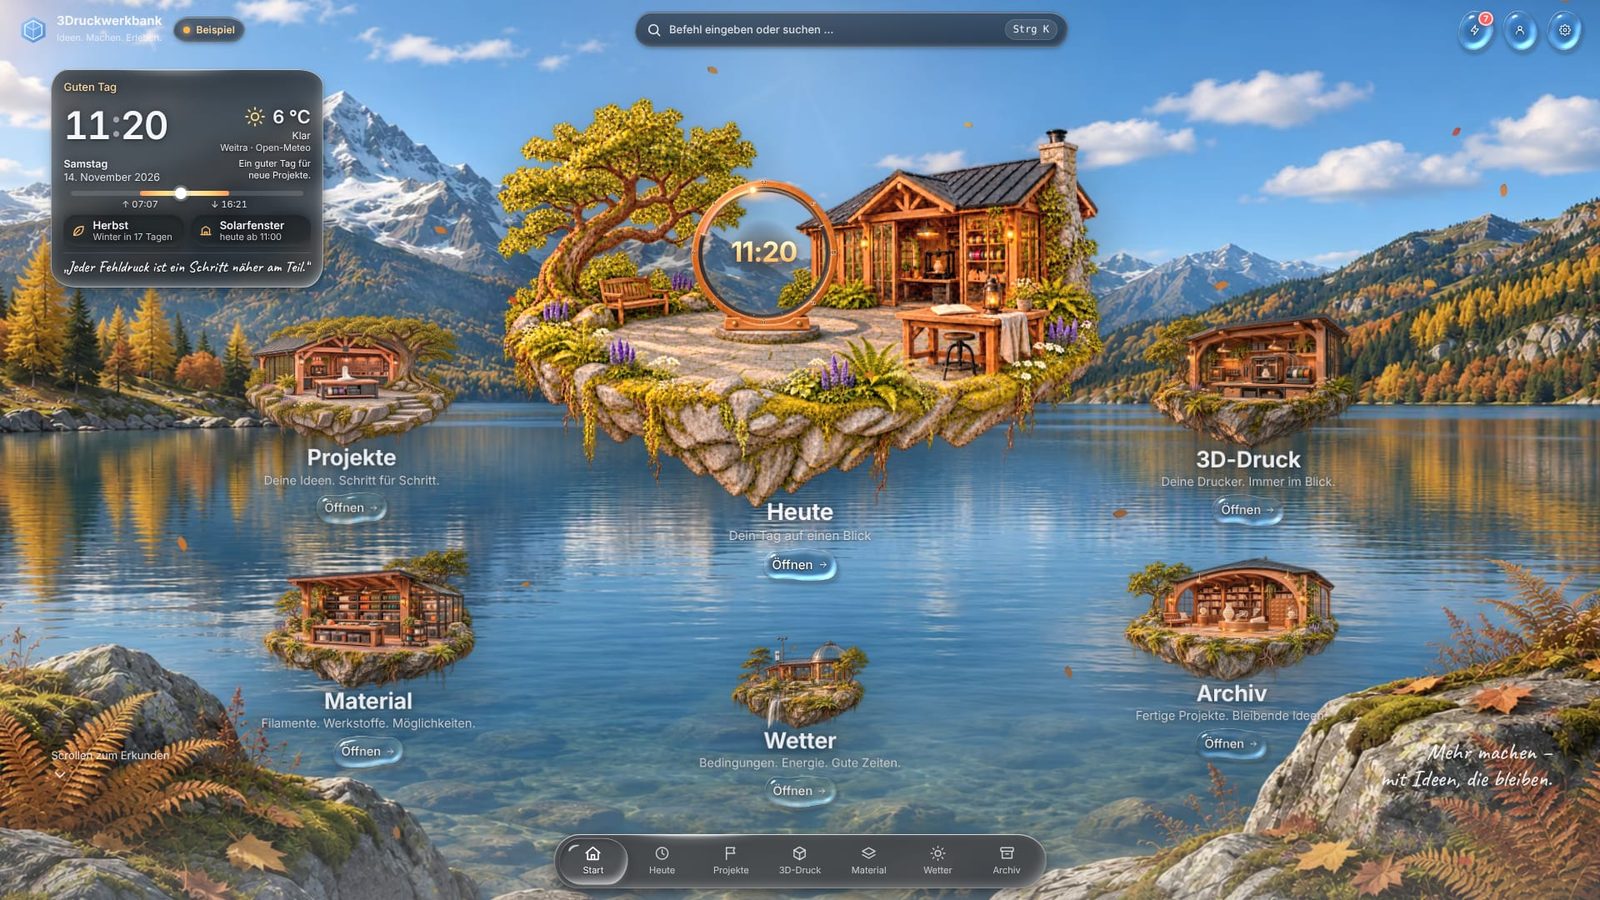 3Druckwerkbank
Ideen. Machen. Erleben.
Beispiel
Befehl eingeben oder suchen ...
Strg K
7
Guten Tag
11:20
6 °C
Klar
Weitra · Open-Meteo
Samstag
14. November 2026
Ein guter Tag für
neue Projekte.
↑ 07:07
↓ 16:21
Herbst
Winter in 17 Tagen
Solarfenster
heute ab 11:00
„Jeder Fehldruck ist ein Schritt näher am Teil.“
11:20
Projekte
Deine Ideen. Schritt für Schritt.
Öffnen →
Heute
Dein Tag auf einen Blick
Öffnen →
3D-Druck
Deine Drucker. Immer im Blick.
Öffnen →
Material
Filamente. Werkstoffe. Möglichkeiten.
Öffnen →
Wetter
Bedingungen. Energie. Gute Zeiten.
Öffnen →
Archiv
Fertige Projekte. Bleibende Ideen.
Öffnen →
Scrollen zum Erkunden
Mehr machen –
mit Ideen, die bleiben.
Start
Heute
Projekte
3D-Druck
Material
Wetter
Archiv